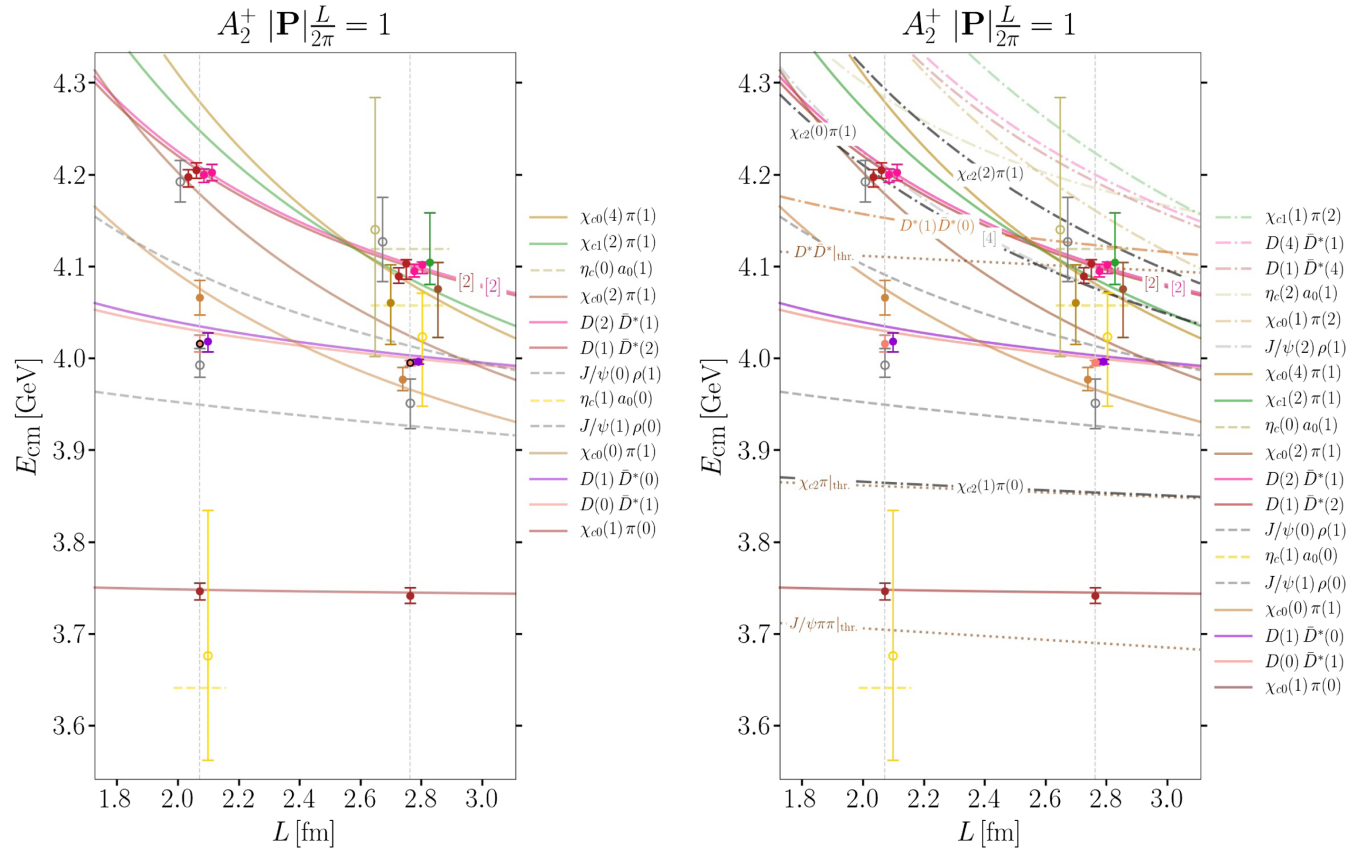 A_2^+ |P| L/2π = 1
4.3
4.2
4.1
4.0
3.9
3.8
3.7
3.6
E_cm [GeV]
1.8 2.0 2.2 2.4 2.6 2.8 3.0
L [fm]
[2] [2]
χ_c0(4) π(1)
χ_c1(2) π(1)
η_c(0) a_0(1)
χ_c0(2) π(1)
D(2) D̄*(1)
D(1) D̄*(2)
J/ψ(0) ρ(1)
η_c(1) a_0(0)
J/ψ(1) ρ(0)
χ_c0(0) π(1)
D(1) D̄*(0)
D(0) D̄*(1)
χ_c0(1) π(0)
A_2^+ |P| L/2π = 1
4.3
4.2
4.1
4.0
3.9
3.8
3.7
3.6
E_cm [GeV]
1.8 2.0 2.2 2.4 2.6 2.8 3.0
L [fm]
χ_c2(0)π(1)
χ_c2(2)π(1)
D*(1)D̄*(0)
[4]
D*D̄*|thr.
[2] [2]
χ_c2π|thr.
χ_c2(1)π(0)
J/ψππ|thr.
χ_c1(1) π(2)
D(4) D̄*(1)
D(1) D̄*(4)
η_c(2) a_0(1)
χ_c0(1) π(2)
J/ψ(2) ρ(1)
χ_c0(4) π(1)
χ_c1(2) π(1)
η_c(0) a_0(1)
χ_c0(2) π(1)
D(2) D̄*(1)
D(1) D̄*(2)
J/ψ(0) ρ(1)
η_c(1) a_0(0)
J/ψ(1) ρ(0)
χ_c0(0) π(1)
D(1) D̄*(0)
D(0) D̄*(1)
χ_c0(1) π(0)